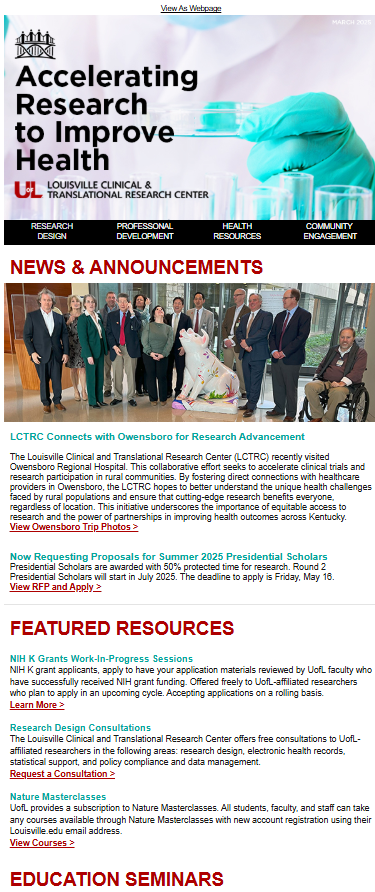 View As Webpage
MARCH 2025
Accelerating
Research
to Improve
Health
UofL LOUISVILLE CLINICAL &
TRANSLATIONAL RESEARCH CENTER
RESEARCH DESIGN
PROFESSONAL DEVELOPMENT
HEALTH RESOURCES
COMMUNITY ENGAGEMENT
NEWS & ANNOUNCEMENTS
LCTRC Connects with Owensboro for Research Advancement
The Louisville Clinical and Translational Research Center (LCTRC) recently visited
Owensboro Regional Hospital. This collaborative effort seeks to accelerate clinical trials and
research participation in rural communities. By fostering direct connections with healthcare
providers in Owensboro, the LCTRC hopes to better understand the unique health challenges
faced by rural populations and ensure that cutting-edge research benefits everyone,
regardless of location. This initiative underscores the importance of equitable access to
research and the power of partnerships in improving health outcomes across Kentucky.
View Owensboro Trip Photos >
Now Requesting Proposals for Summer 2025 Presidential Scholars
Presidential Scholars are awarded with 50% protected time for research. Round 2
Presidential Scholars will start in July 2025. The deadline to apply is Friday, May 16.
View RFP and Apply >
FEATURED RESOURCES
NIH K Grants Work-In-Progress Sessions
NIH K grant applicants, apply to have your application materials reviewed by UofL faculty who
have successfully received NIH grant funding. Offered freely to UofL-affiliated researchers
who plan to apply in an upcoming cycle. Accepting applications on a rolling basis.
Learn More >
Research Design Consultations
The Louisville Clinical and Translational Research Center offers free consultations to UofL-
affiliated researchers in the following areas: research design, electronic health records,
statistical support, and policy compliance and data management.
Request a Consultation >
Nature Masterclasses
UofL provides a subscription to Nature Masterclasses. All students, faculty, and staff can take
any courses available through Nature Masterclasses with new account registration using their
Louisville.edu email address.
View Courses >
EDUCATION SEMINARS